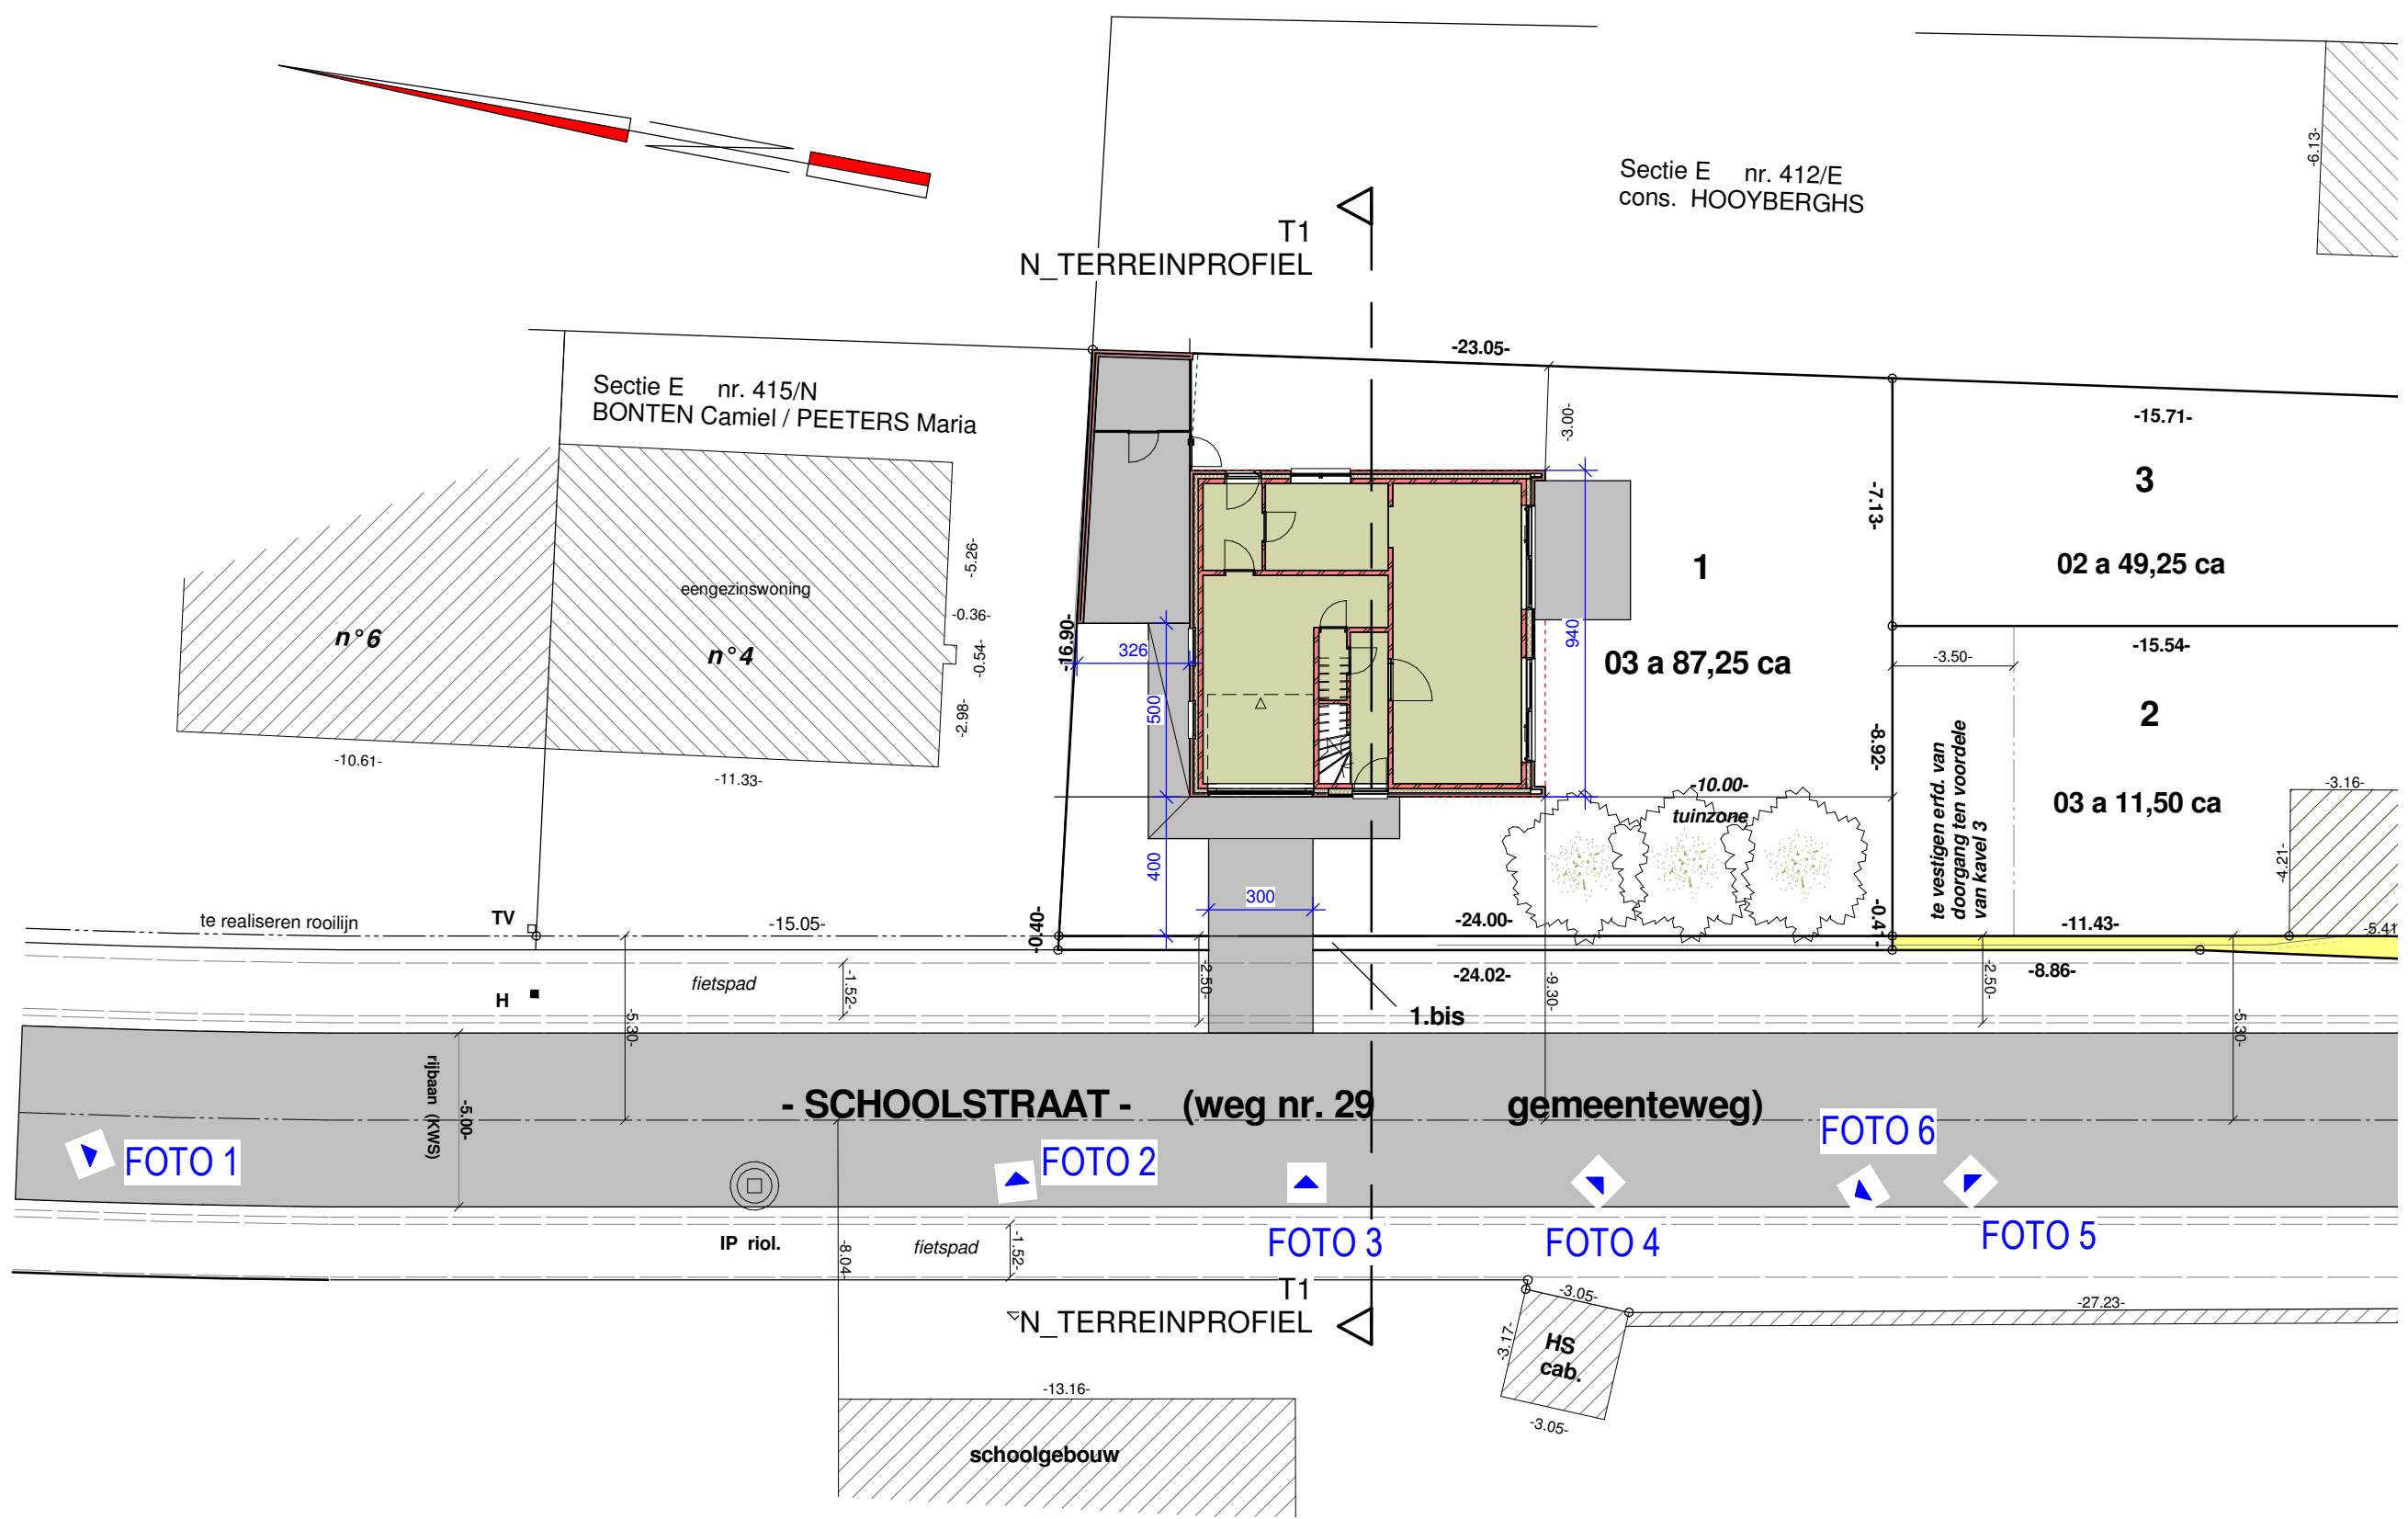 -6.13-
Sectie E nr. 412/E
cons. HOOYBERGHS
T1
N_TERREINPROFIEL
-23.05-
Sectie E nr. 415/N
BONTEN Camiel / PEETERS Maria
-3.00-
-15.71-
3
-7.13-
02 a 49,25 ca
-5.26-
eengezinswoning
-0.36-
1
n°6
n°4
-0.54-
-16.90-
326
940
03 a 87,25 ca
-15.54-
-3.50-
500
-2.98-
2
-8.92-
te vestigen erfd. van
doorgang ten voordele
van kavel 3
-10.61-
-11.33-
-10.00-
tuinzone
03 a 11,50 ca
-3.16-
400
-4.21-
300
te realiseren rooilijn
TV
-15.05-
-0.40-
-24.00-
-11.43-
-5.41
fietspad
-1.52-
-2.50-
-24.02-
-9.30-
-2.50-
-8.86-
H
-5.30-
1.bis
-5.30-
rijbaan (KWS)
-5.00-
- SCHOOLSTRAAT - (weg nr. 29 gemeenteweg)
FOTO 1
FOTO 2
FOTO 6
FOTO 3
FOTO 4
FOTO 5
IP riol.
-8.04-
fietspad
-1.52-
T1
N_TERREINPROFIEL
-3.05-
-27.23-
-3.17-
HS
cab.
-3.05-
-13.16-
schoolgebouw